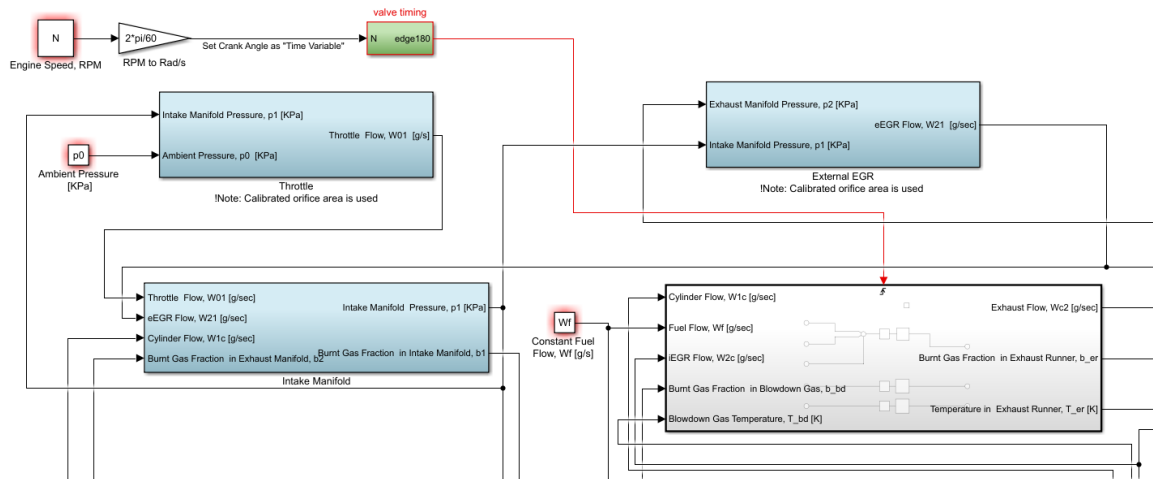 valve timing
N
2*pi/60
Set Crank Angle as "Time Variable"
N edge180
Engine Speed, RPM
RPM to Rad/s
Intake Manifold Pressure, p1 [KPa]
Throttle Flow, W01 [g/s]
p0
Ambient Pressure, p0 [KPa]
Ambient Pressure
[KPa]
Throttle
!Note: Calibrated orifice area is used
Exhaust Manifold Pressure, p2 [KPa]
eEGR Flow, W21 [g/sec]
Intake Manifold Pressure, p1 [KPa]
External EGR
!Note: Calibrated orifice area is used
Throttle Flow, W01 [g/sec]
Intake Manifold Pressure, p1 [KPa]
eEGR Flow, W21 [g/sec]
Cylinder Flow, W1c [g/sec]
Burnt Gas Fraction in Exhaust Manifold, b2
Burnt Gas Fraction in Intake Manifold, b1
Intake Manifold
Wf
Constant Fuel
Flow, Wf [g/s]
Cylinder Flow, W1c [g/sec]
Exhaust Flow, Wc2 [g/sec]
Fuel Flow, Wf [g/sec]
iEGR Flow, W2c [g/sec]
Burnt Gas Fraction in Exhaust Runner, b_er
Burnt Gas Fraction in Blowdown Gas, b_bd
Temperature in Exhaust Runner, T_er [K]
Blowdown Gas Temperature, T_bd [K]